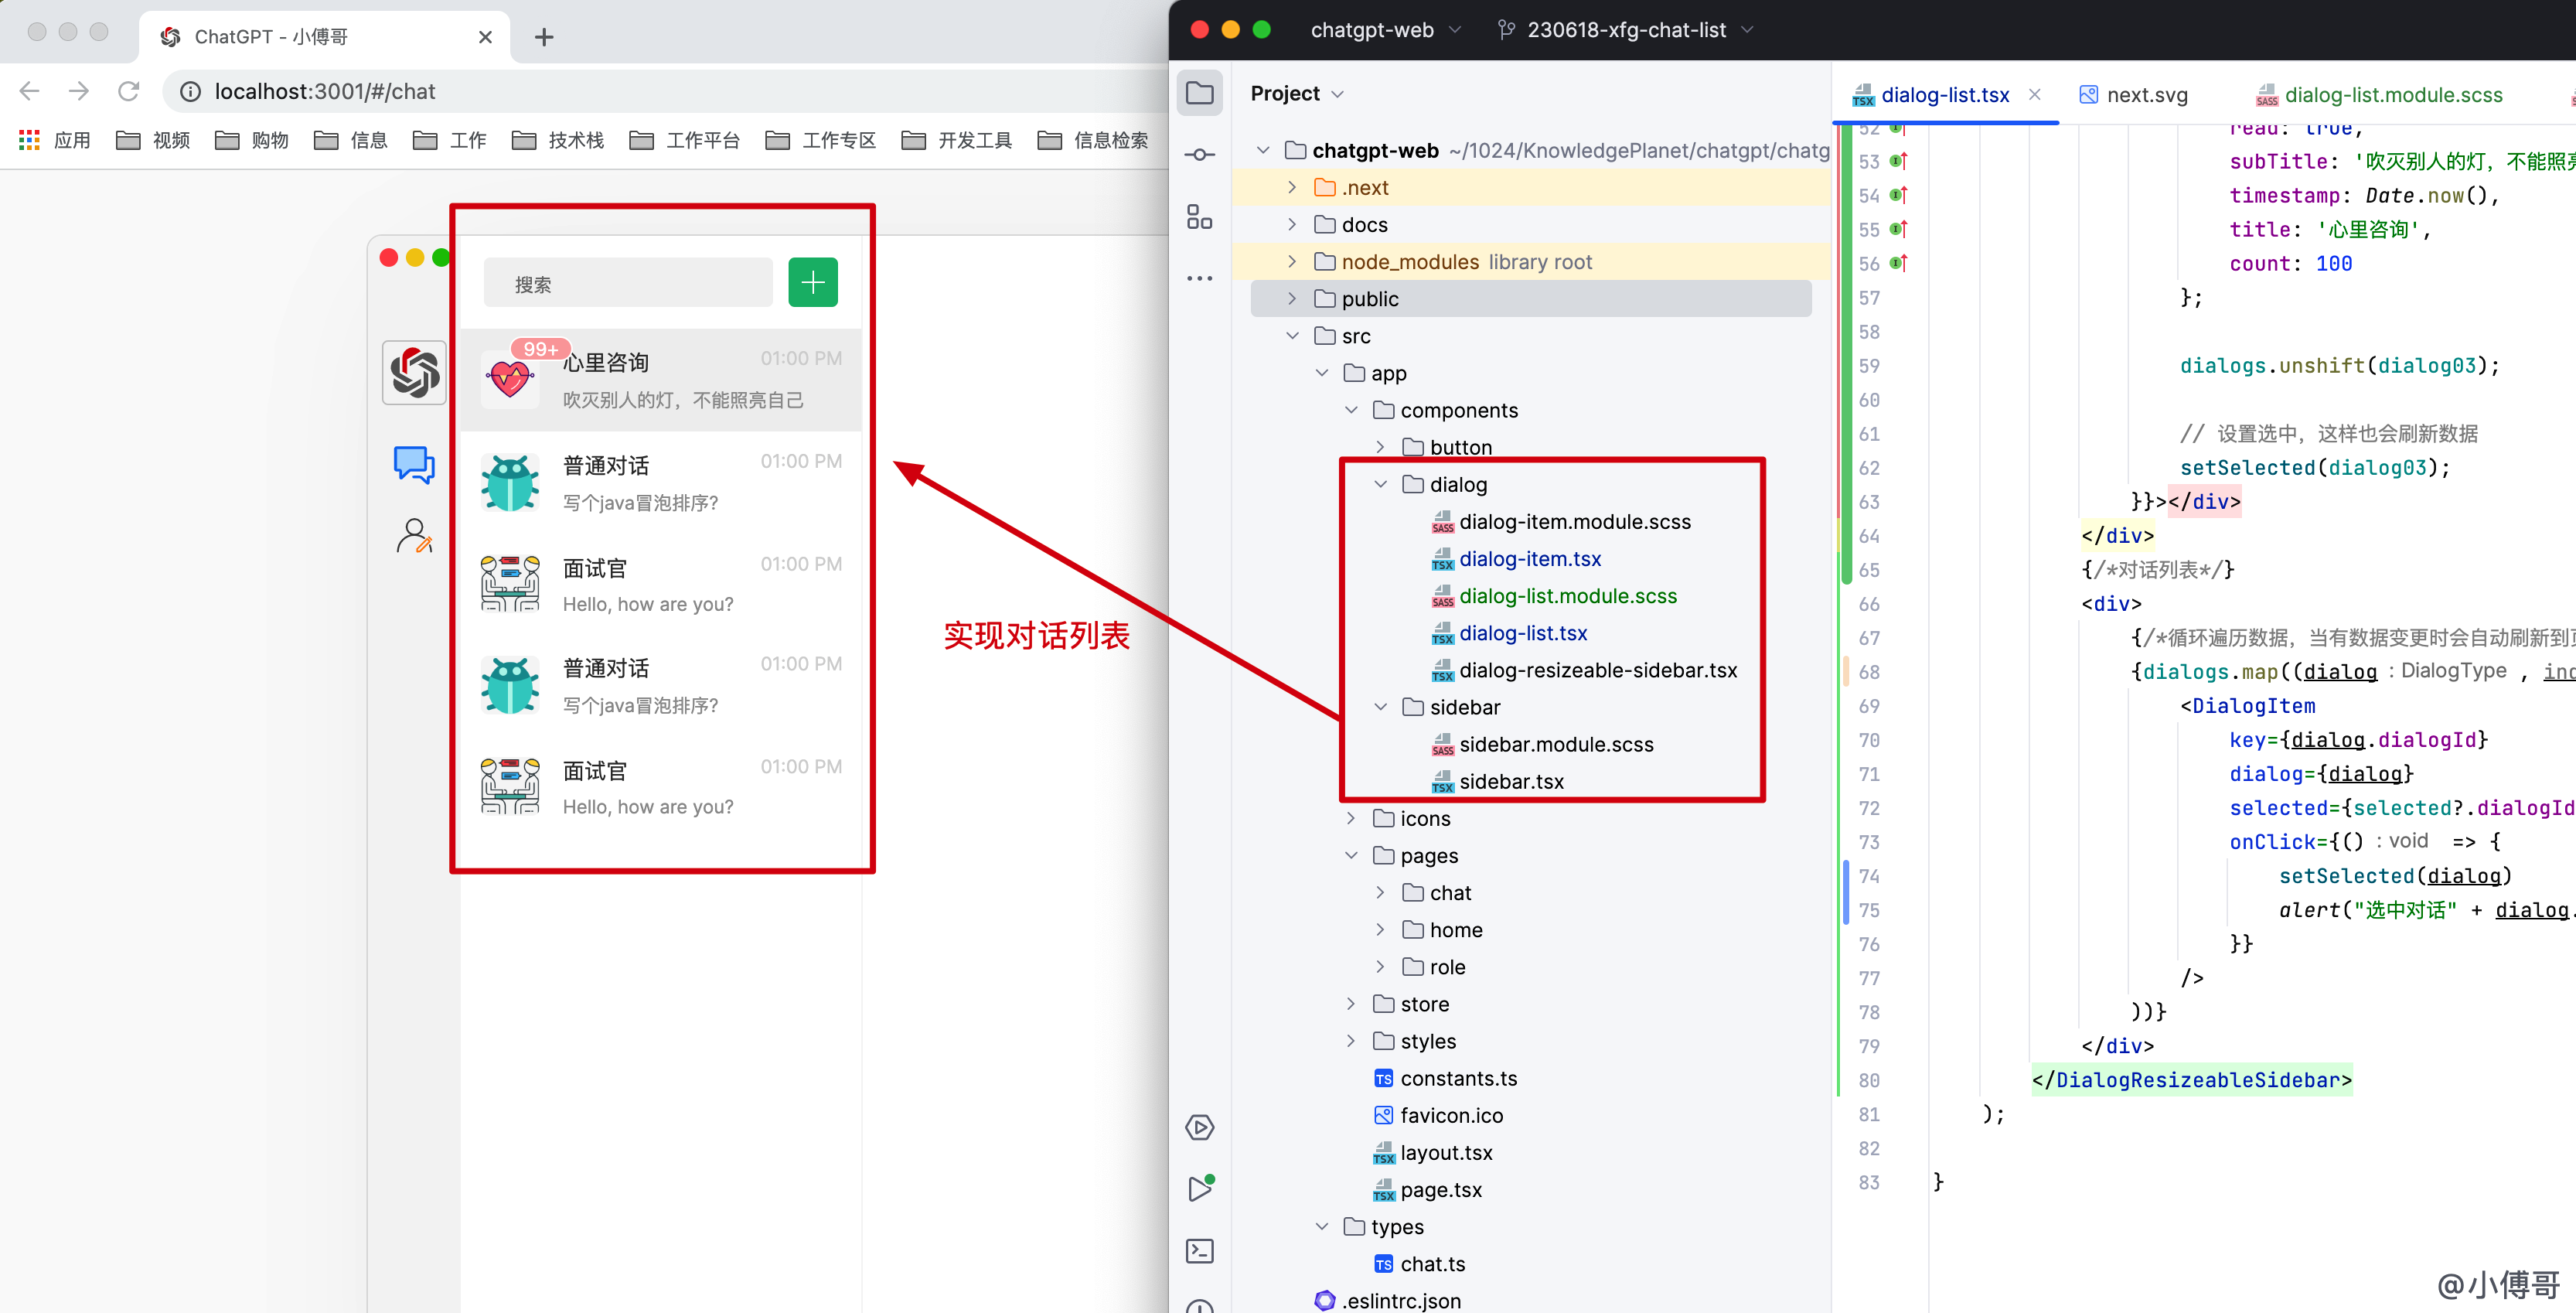 ChatGPT - 小傅哥
localhost:3001/#/chat
应用
视频
购物
信息
工作
技术栈
工作平台
工作专区
开发工具
信息检索
搜索
99+
心里咨询
01:00 PM
吹灭别人的灯，不能照亮自己
普通对话
01:00 PM
写个java冒泡排序?
面试官
01:00 PM
Hello, how are you?
普通对话
01:00 PM
写个java冒泡排序?
面试官
01:00 PM
Hello, how are you?
实现对话列表
chatgpt-web
230618-xfg-chat-list
Project
chatgpt-web ~/1024/KnowledgePlanet/chatgpt/chatg
.next
docs
node_modules library root
public
src
app
components
button
dialog
dialog-item.module.scss
dialog-item.tsx
dialog-list.module.scss
dialog-list.tsx
dialog-resizeable-sidebar.tsx
sidebar
sidebar.module.scss
sidebar.tsx
icons
pages
chat
home
role
store
styles
constants.ts
favicon.ico
layout.tsx
page.tsx
types
chat.ts
.eslintrc.json
dialog-list.tsx
next.svg
dialog-list.module.scss
52 read: true,
53 subTitle: '吹灭别人的灯，不能照亮
54 timestamp: Date.now(),
55 title: '心里咨询',
56 count: 100
57 };
58
59 dialogs.unshift(dialog03);
60
61 // 设置选中，这样也会刷新数据
62 setSelected(dialog03);
63 }}></div>
64 </div>
65 {/*对话列表*/}
66 <div>
67 {/*循环遍历数据，当有数据变更时会自动刷新到
68 {dialogs.map((dialog : DialogType , ind
69 <DialogItem
70 key={dialog.dialogId}
71 dialog={dialog}
72 selected={selected?.dialogId
73 onClick={() : void => {
74 setSelected(dialog)
75 alert("选中对话" + dialog.
76 }}
77 />
78 ))}
79 </div>
80 </DialogResizeableSidebar>
81 );
82
83 }
@小傅哥